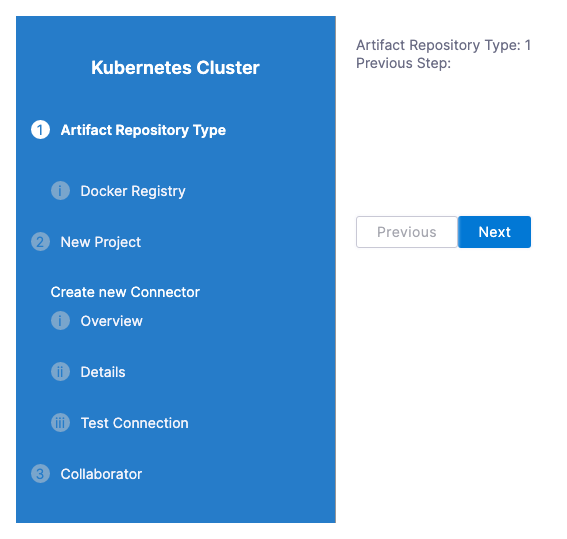 Kubernetes Cluster
1 Artifact Repository Type
i Docker Registry
2 New Project
Create new Connector
i Overview
ii Details
iii Test Connection
3 Collaborator
Artifact Repository Type: 1
Previous Step:
Previous Next